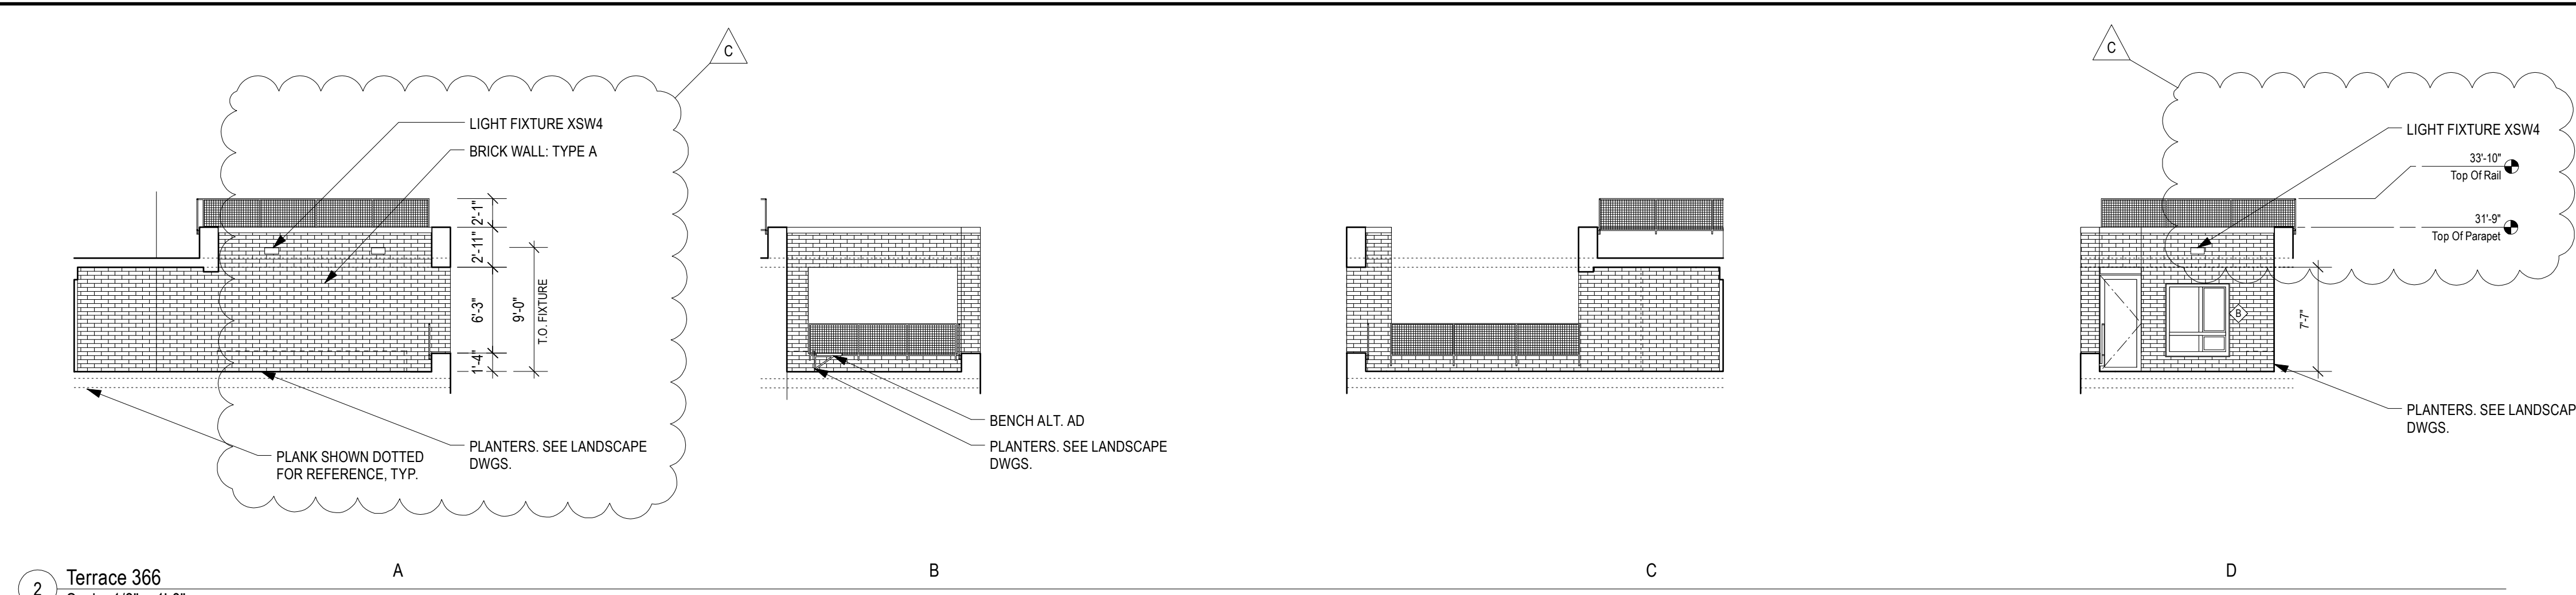 C
LIGHT FIXTURE XSW4
BRICK WALL: TYPE A
2'-1"
2'-11"
6'-3"
1'-4"
9'-0"
T.O. FIXTURE
PLANK SHOWN DOTTED
FOR REFERENCE, TYP.
PLANTERS. SEE LANDSCAPE
DWGS.
BENCH ALT. AD
PLANTERS. SEE LANDSCAPE
DWGS.
C
LIGHT FIXTURE XSW4
33'-10"
Top Of Rail
31'-9"
Top Of Parapet
B
7'-7"
PLANTERS. SEE LANDSCAP
DWGS.
A
B
C
D
2
Terrace 366